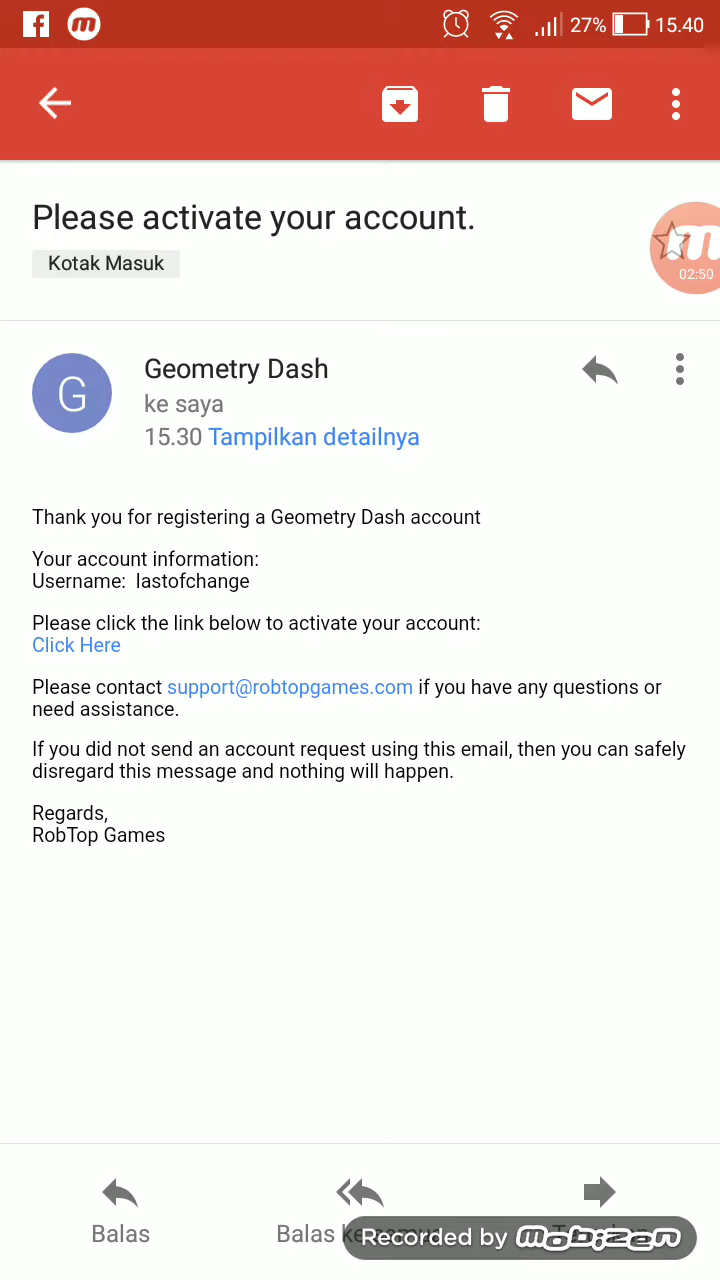 27% 15.40
Please activate your account.
Kotak Masuk
02:50
G Geometry Dash
ke saya
15.30 Tampilkan detailnya
Thank you for registering a Geometry Dash account
Your account information:
Username: lastofchange
Please click the link below to activate your account:
Click Here
Please contact support@robtopgames.com if you have any questions or
need assistance.
If you did not send an account request using this email, then you can safely
disregard this message and nothing will happen.
Regards,
RobTop Games
Balas Balas
Recorded by mobizen